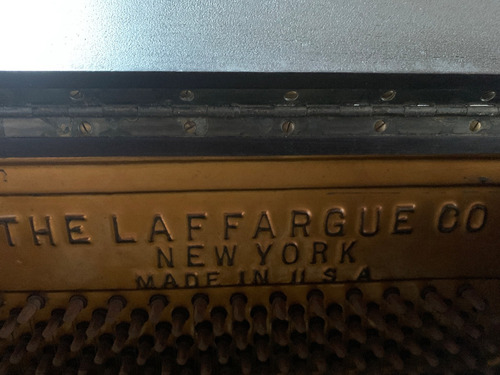 THE LAFFARGUE CO
NEW YORK
MADE IN U.S.A